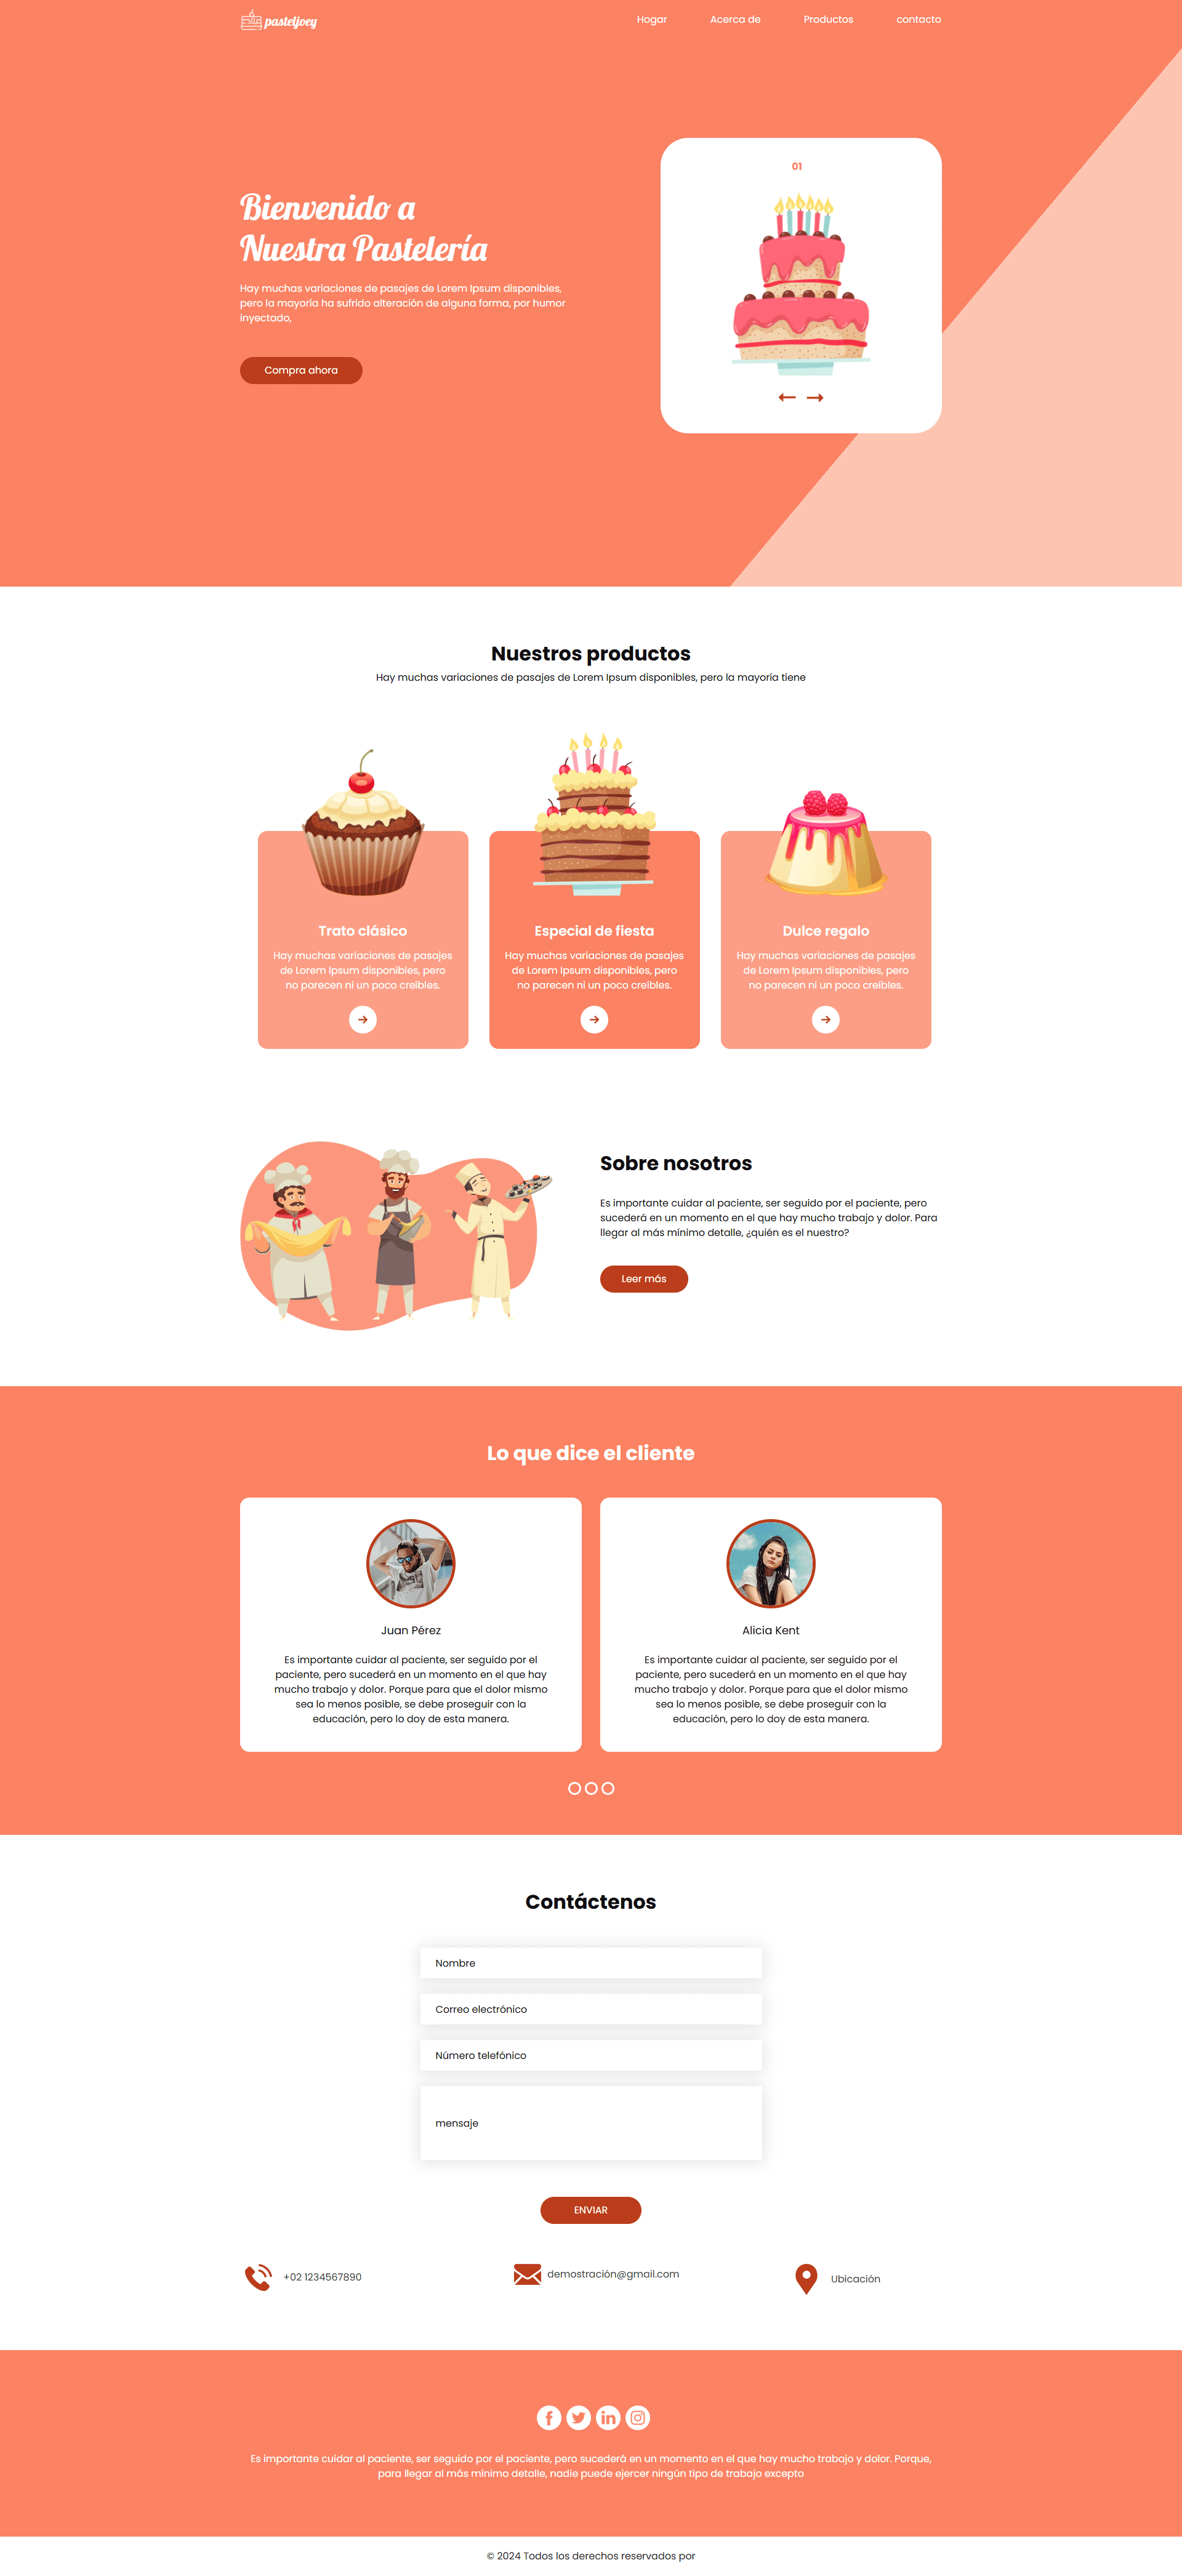 pasteljoey
Hogar
Acerca de
Productos
contacto
01
Bienvenido a
Nuestra Pastelería
Hay muchas variaciones de pasajes de Lorem Ipsum disponibles,
pero la mayoría ha sufrido alteración de alguna forma, por humor
inyectado,
Compra ahora
Nuestros productos
Hay muchas variaciones de pasajes de Lorem Ipsum disponibles, pero la mayoría tiene
Trato clásico
Hay muchas variaciones de pasajes
de Lorem Ipsum disponibles, pero
no parecen ni un poco creíbles.
Especial de fiesta
Hay muchas variaciones de pasajes
de Lorem Ipsum disponibles, pero
no parecen ni un poco creíbles.
Dulce regalo
Hay muchas variaciones de pasajes
de Lorem Ipsum disponibles, pero
no parecen ni un poco creíbles.
Sobre nosotros
Es importante cuidar al paciente, ser seguido por el paciente, pero
sucederá en un momento en el que hay mucho trabajo y dolor. Para
llegar al más mínimo detalle, ¿quién es el nuestro?
Leer más
Lo que dice el cliente
Juan Pérez
Es importante cuidar al paciente, ser seguido por el
paciente, pero sucederá en un momento en el que hay
mucho trabajo y dolor. Porque para que el dolor mismo
sea lo menos posible, se debe proseguir con la
educación, pero lo doy de esta manera.
Alicia Kent
Es importante cuidar al paciente, ser seguido por el
paciente, pero sucederá en un momento en el que hay
mucho trabajo y dolor. Porque para que el dolor mismo
sea lo menos posible, se debe proseguir con la
educación, pero lo doy de esta manera.
Contáctenos
Nombre
Correo electrónico
Número telefónico
mensaje
ENVIAR
+02 1234567890
demostración@gmail.com
Ubicación
Es importante cuidar al paciente, ser seguido por el paciente, pero sucederá en un momento en el que hay mucho trabajo y dolor. Porque,
para llegar al más mínimo detalle, nadie puede ejercer ningún tipo de trabajo excepto
© 2024 Todos los derechos reservados por